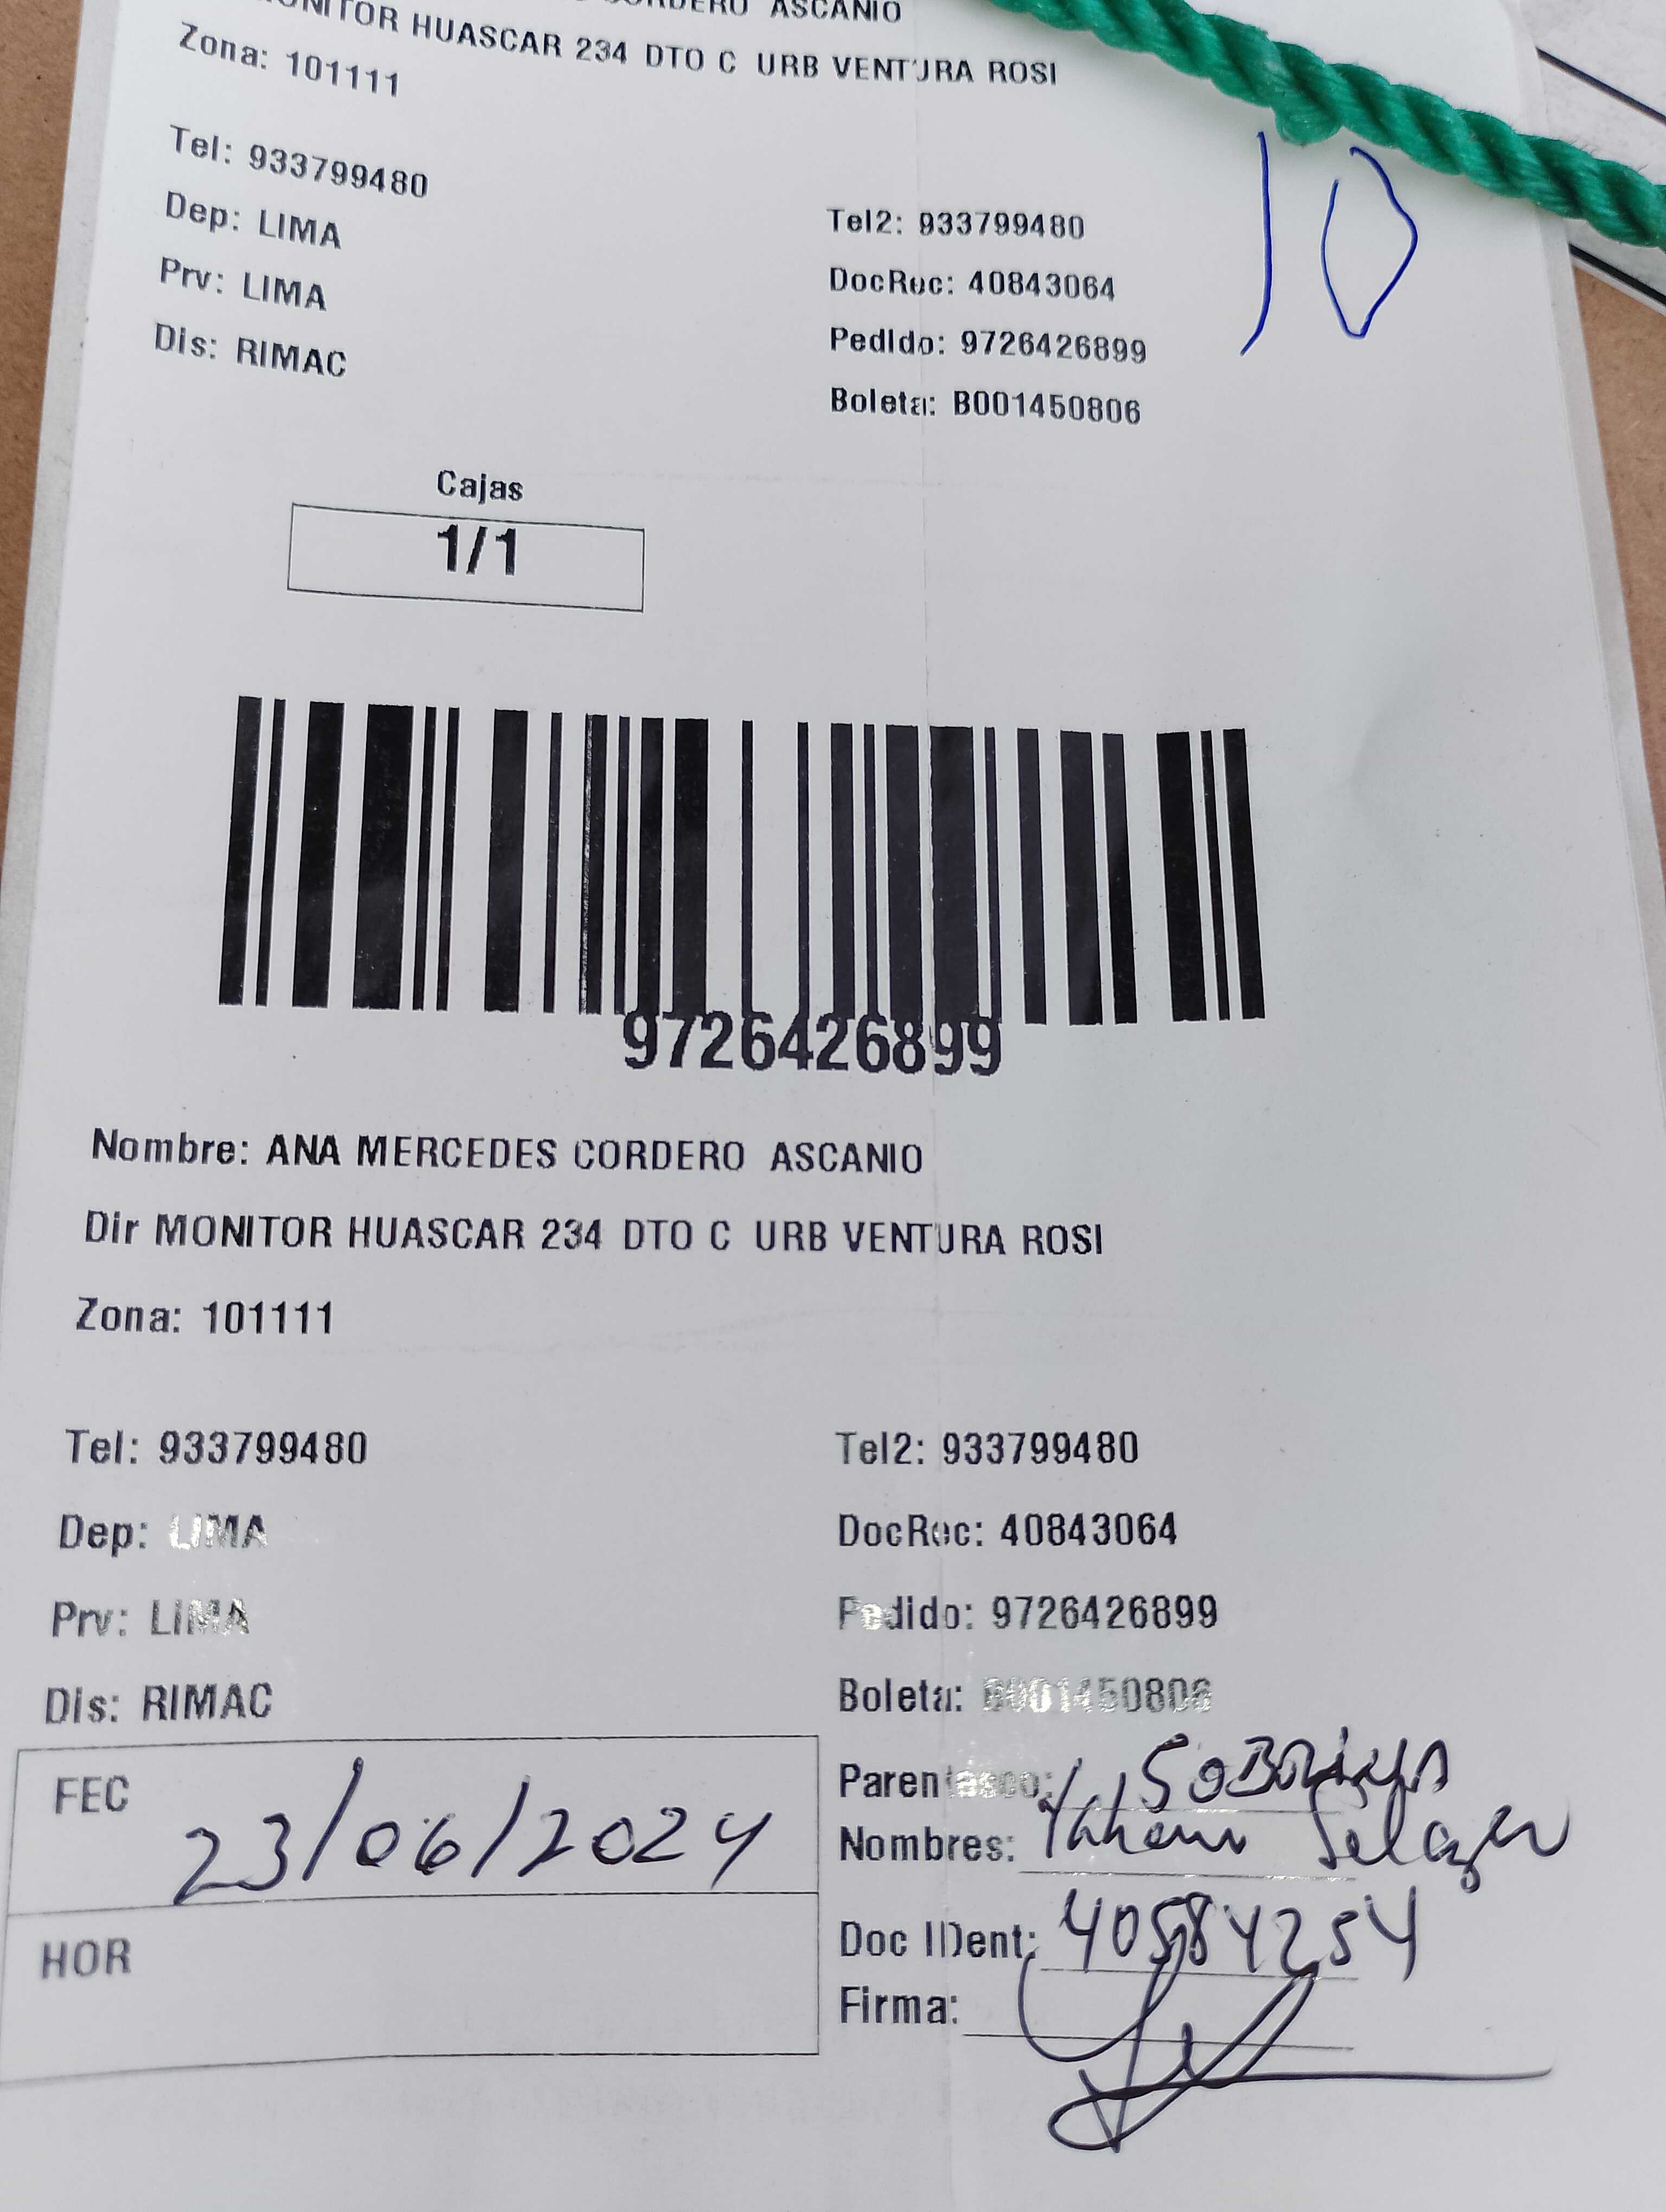 CORDERO ASCANIO
MONITOR HUASCAR 234 DTO C URB VENTURA ROSI
Zona: 101111
Tel: 933799480
Tel2: 933799480
Dep: LIMA
DocRec: 40843064
Prv: LIMA
Pedido: 9726426899
Dis: RIMAC
Boleta: B001450806
10
Cajas
1/1
9726426899
Nombre: ANA MERCEDES CORDERO ASCANIO
Dir MONITOR HUASCAR 234 DTO C URB VENTURA ROSI
Zona: 101111
Tel: 933799480
Tel2: 933799480
Dep: LIMA
DocRec: 40843064
Prv: LIMA
Pedido: 9726426899
Dis: RIMAC
Boleta: B001450806
FEC 23/06/2024
HOR
Parentesco:
Nombres:
Doc IDent: 40584254
Firma: